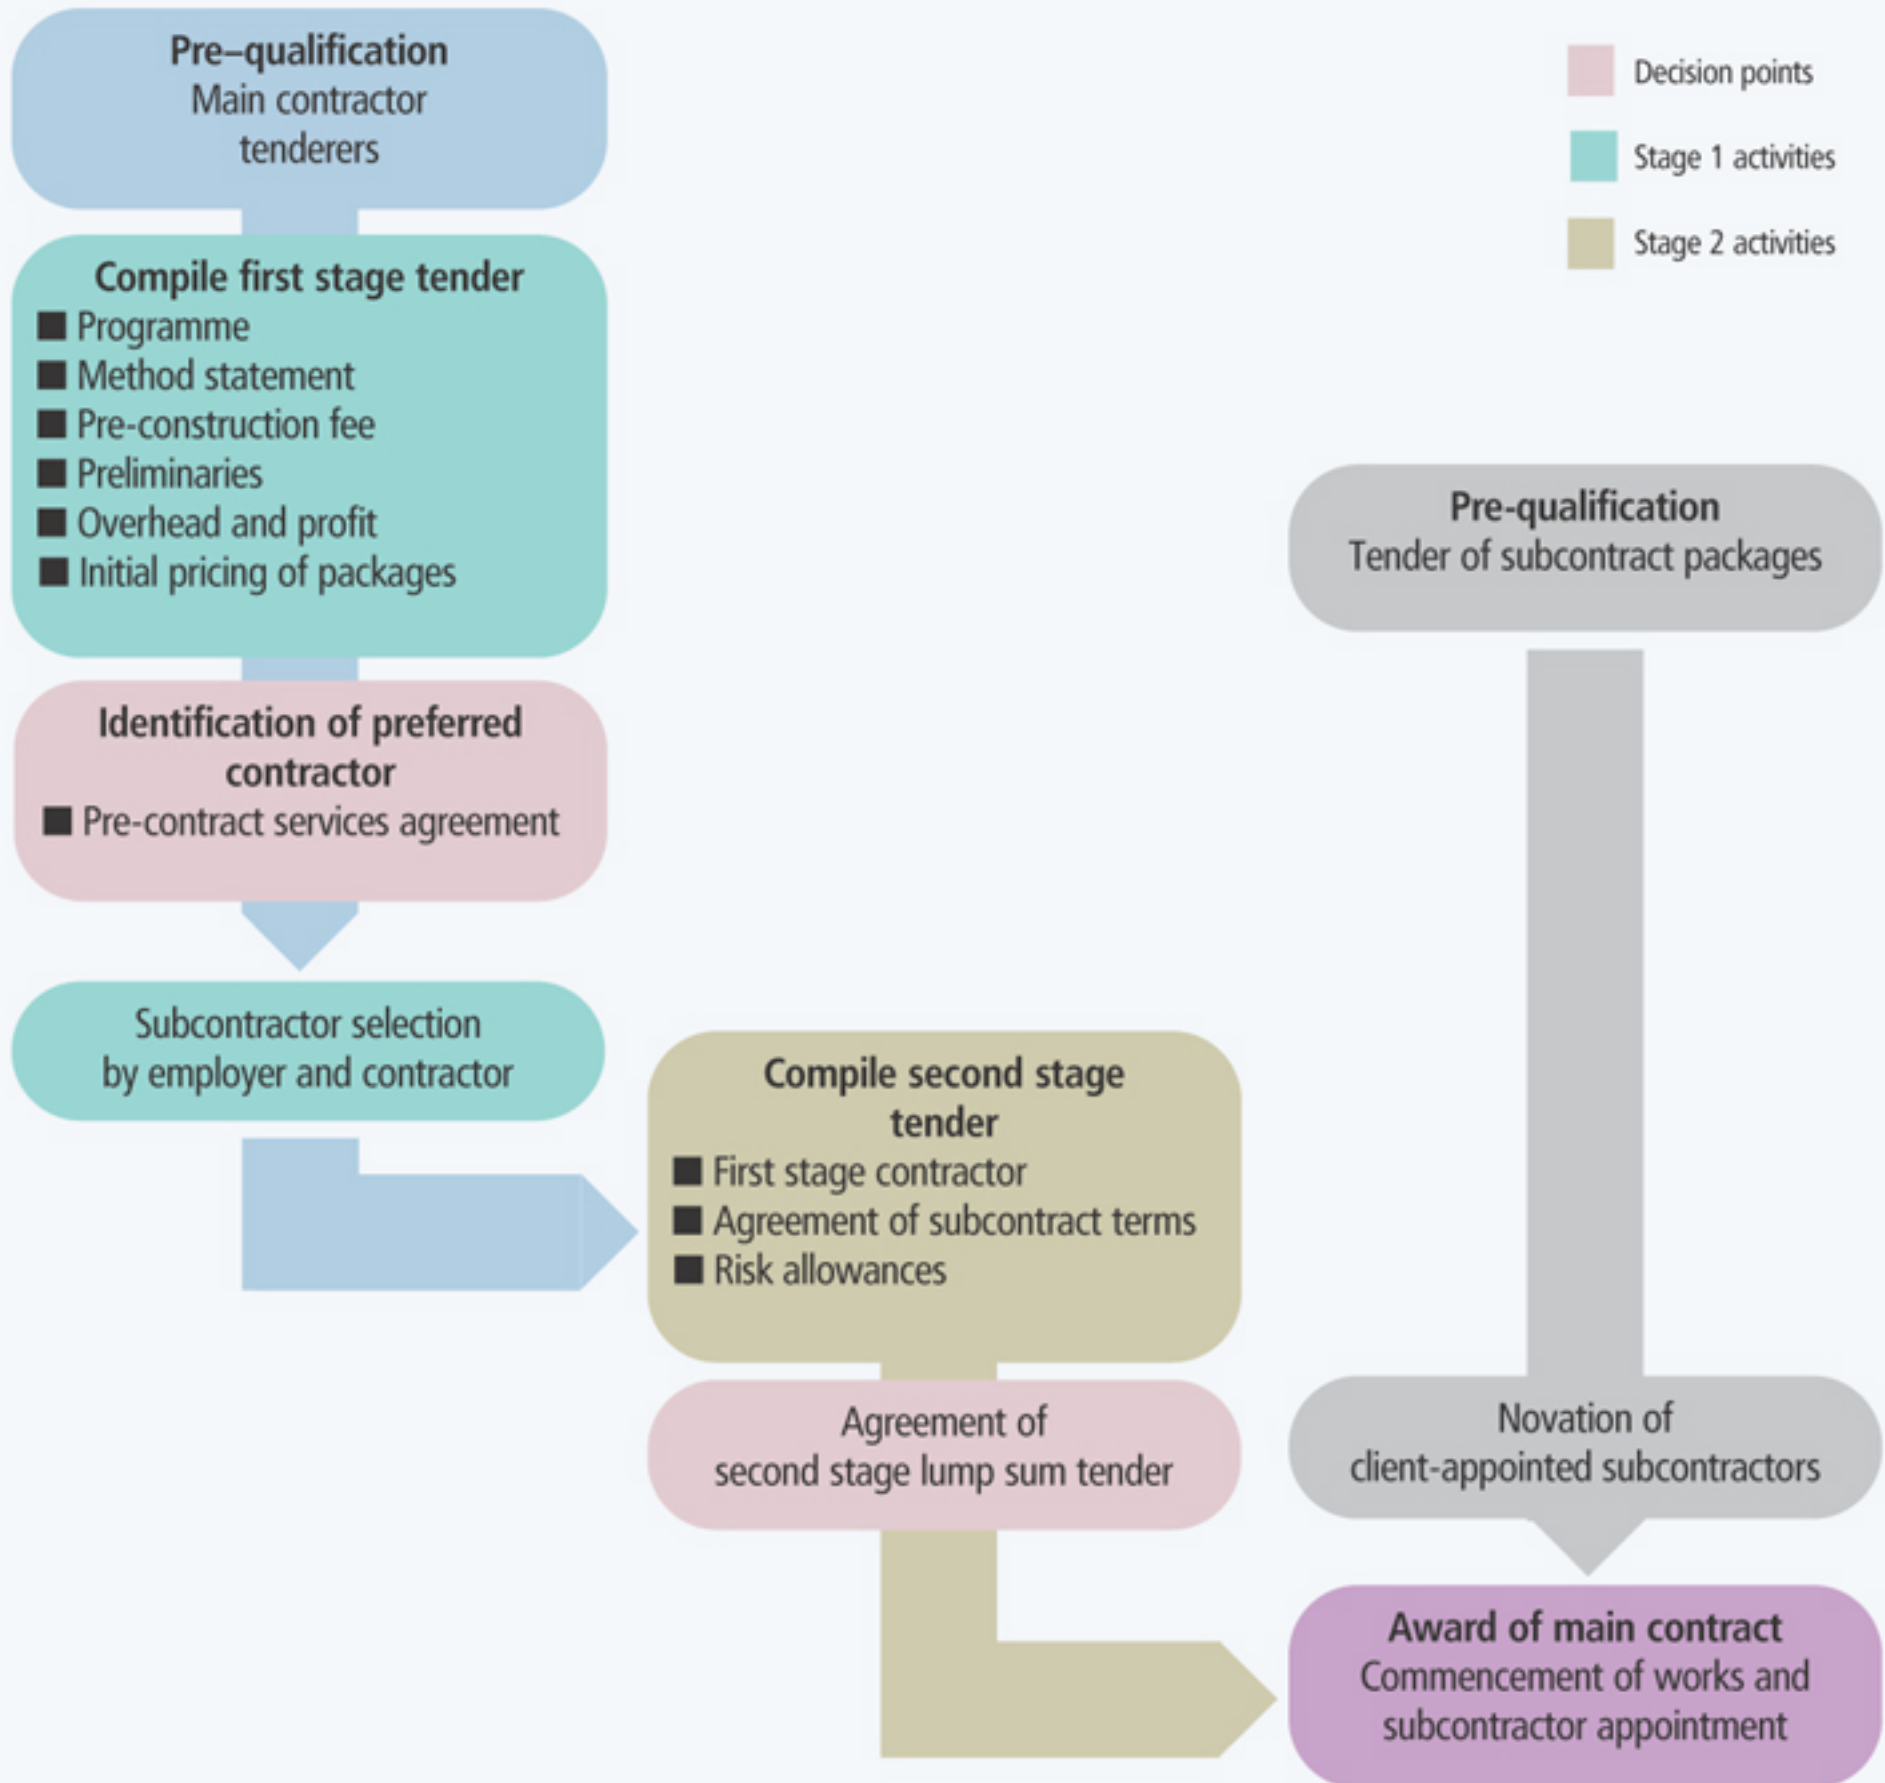 Pre–qualification
Main contractor
tenderers
Compile first stage tender
■ Programme
■ Method statement
■ Pre-construction fee
■ Preliminaries
■ Overhead and profit
■ Initial pricing of packages
Identification of preferred
contractor
■ Pre-contract services agreement
Subcontractor selection
by employer and contractor
Compile second stage
tender
■ First stage contractor
■ Agreement of subcontract terms
■ Risk allowances
Agreement of
second stage lump sum tender
Decision points
Stage 1 activities
Stage 2 activities
Pre-qualification
Tender of subcontract packages
Novation of
client-appointed subcontractors
Award of main contract
Commencement of works and
subcontractor appointment